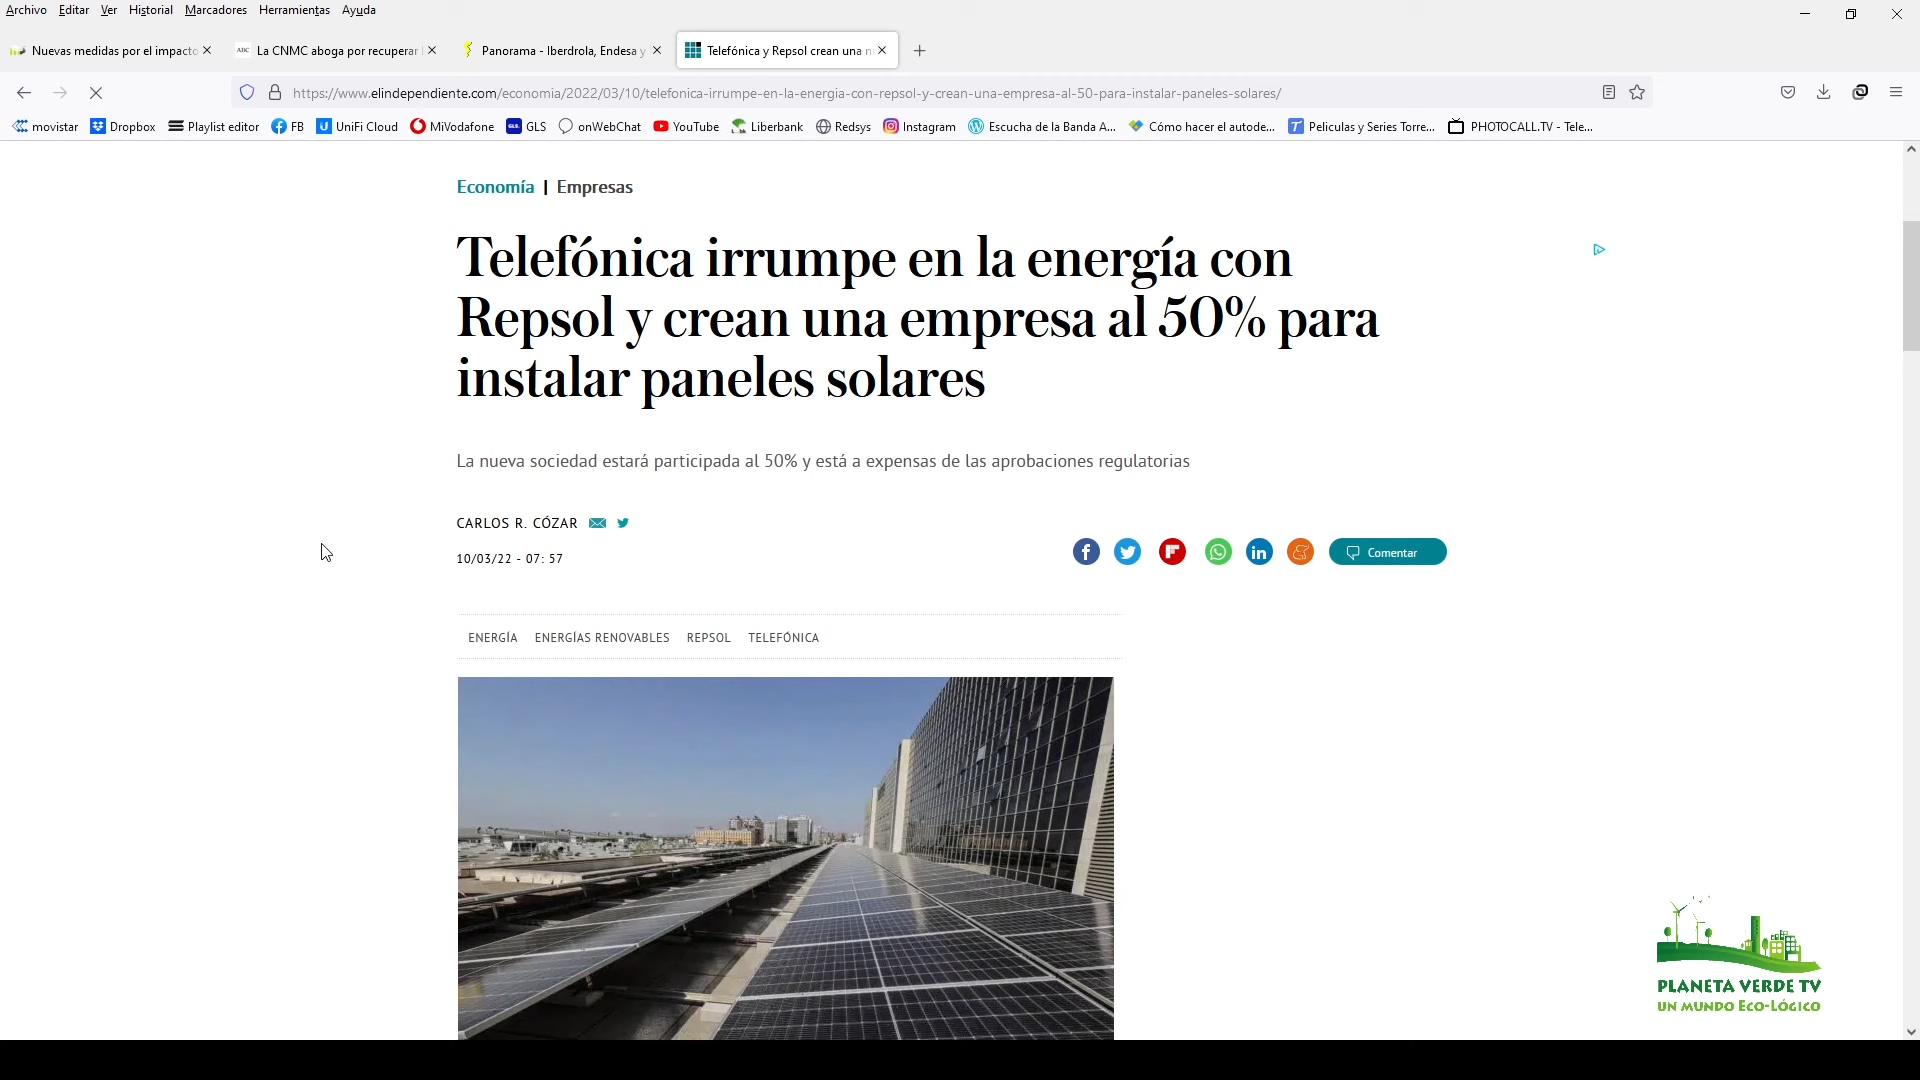 Archivo Editar Ver Historial Marcadores Herramientas Ayuda
Nuevas medidas por el impacto
ABC La CNMC aboga por recuperar
Panorama - Iberdrola, Endesa y
Telefónica y Repsol crean una n
https://www.elindependiente.com/economia/2022/03/10/telefonica-irrumpe-en-la-energia-con-repsol-y-crean-una-empresa-al-50-para-instalar-paneles-solares/
movistar Dropbox Playlist editor FB UniFi Cloud MiVodafone GLS GLS onWebChat YouTube Liberbank Redsys Instagram Escucha de la Banda A... Cómo hacer el autode... Peliculas y Series Torre... PHOTOCALL.TV - Tele...
Economía | Empresas
Telefónica irrumpe en la energía con
Repsol y crean una empresa al 50% para
instalar paneles solares
La nueva sociedad estará participada al 50% y está a expensas de las aprobaciones regulatorias
CARLOS R. CÓZAR
10/03/22 - 07: 57
Comentar
ENERGÍA ENERGÍAS RENOVABLES REPSOL TELEFÓNICA
PLANETA VERDE TV
UN MUNDO ECO-LÓGICO